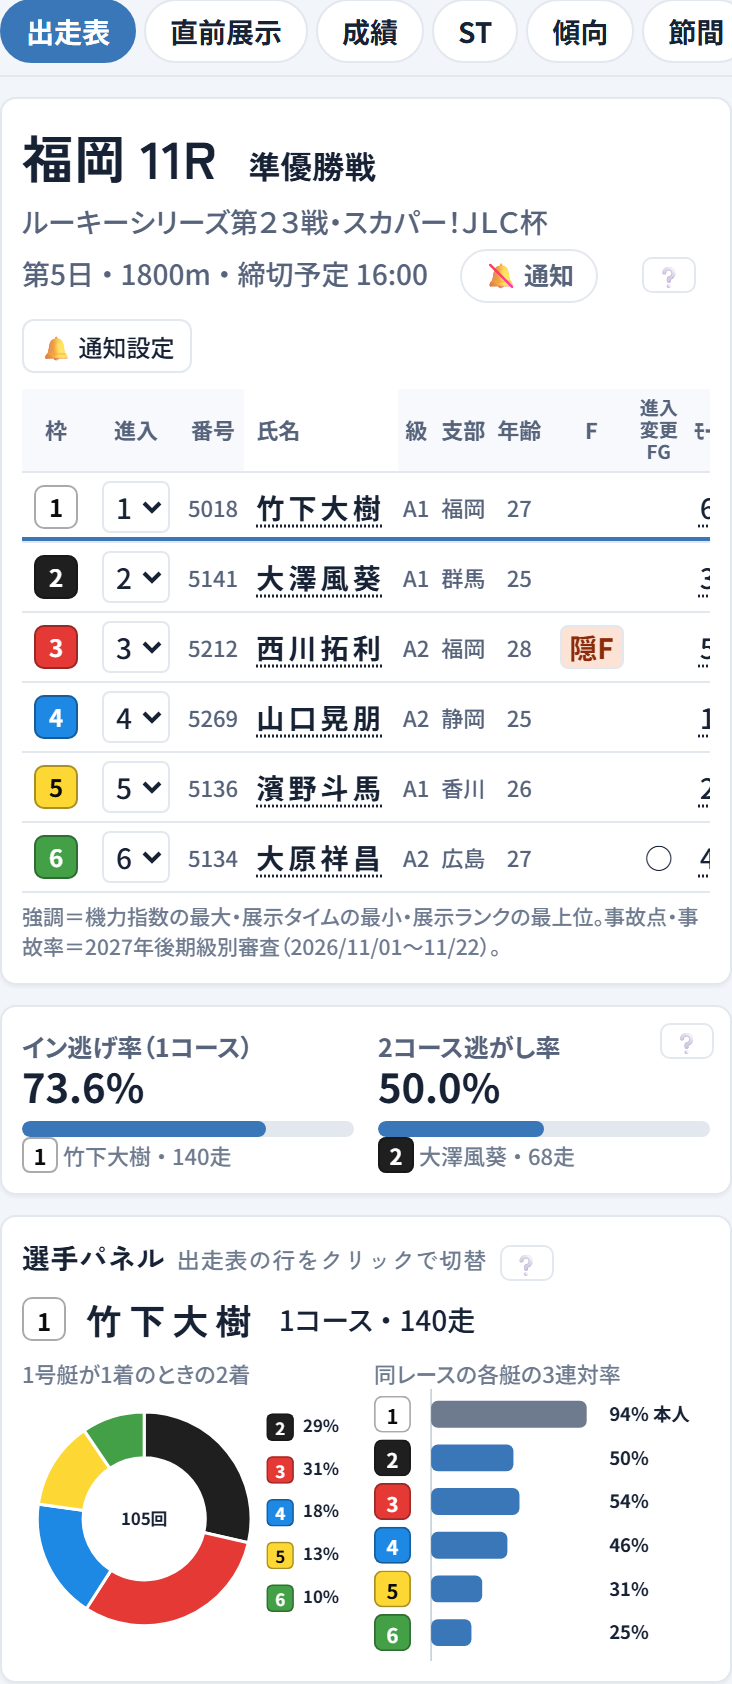 出走表 直前展示 成績 ST 傾向 節間
福岡 11R 準優勝戦
ルーキーシリーズ第23戦・スカパー！JLC杯
第5日・1800m・締切予定 16:00 通知 ?
通知設定
枠 進入 番号 氏名 級 支部 年齢 F 進入変更FG
1 1 5018 竹下大樹 A1 福岡 27
2 2 5141 大澤風葵 A1 群馬 25
3 3 5212 西川拓利 A2 福岡 28 隠F
4 4 5269 山口晃朋 A2 静岡 25
5 5 5136 濱野斗馬 A1 香川 26
6 6 5134 大原祥昌 A2 広島 27 ○
強調＝機力指数の最大・展示タイムの最小・展示ランクの最上位。事故点・事
故率＝2027年後期級別審査（2026/11/01〜11/22）。
イン逃げ率（1コース） 2コース逃がし率 ?
73.6% 50.0%
1 竹下大樹・140走 2 大澤風葵・68走
選手パネル 出走表の行をクリックで切替 ?
1 竹下大樹 1コース・140走
1号艇が1着のときの2着 同レースの各艇の3連対率
105回
2 29%
3 31%
4 18%
5 13%
6 10%
1 94% 本人
2 50%
3 54%
4 46%
5 31%
6 25%